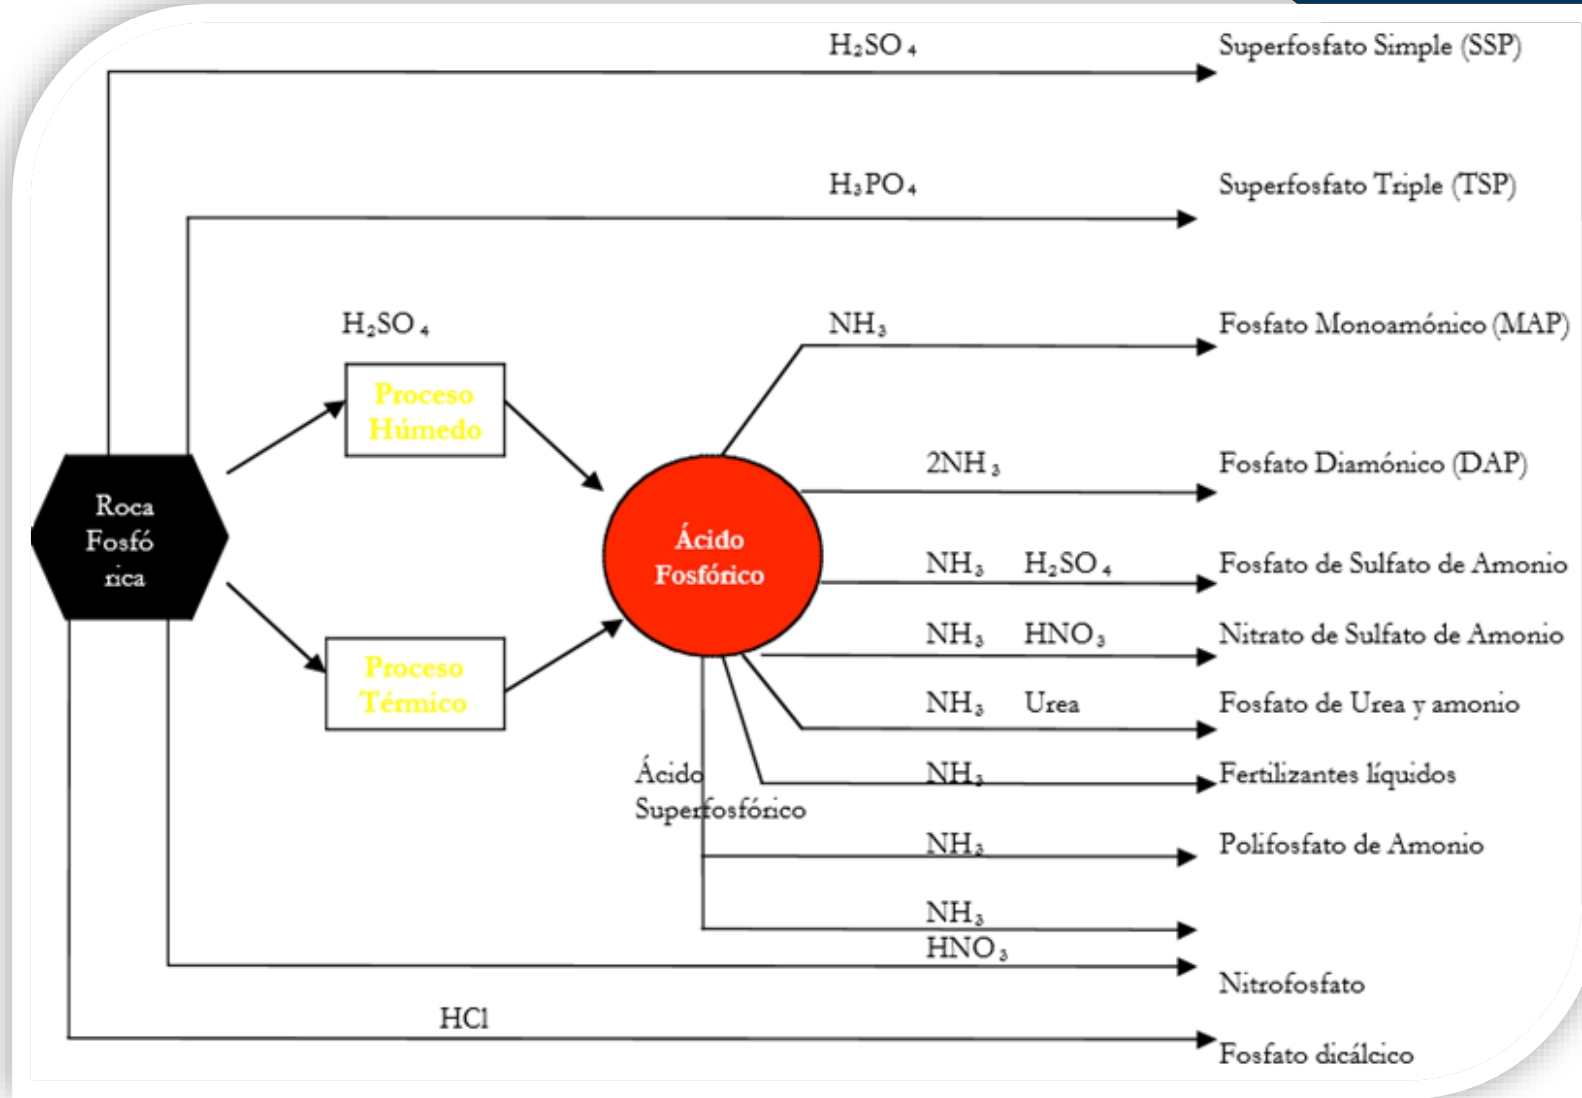 H₂SO₄
Superfosfato Simple (SSP)
H₃PO₄
Superfosfato Triple (TSP)
H₂SO₄
NH₃
Fosfato Monoamónico (MAP)
Proceso
Húmedo
2NH₃
Fosfato Diamónico (DAP)
Roca
Fosfó
rica
Ácido
Fosfórico
NH₃ H₂SO₄
Fosfato de Sulfato de Amonio
NH₃ HNO₃
Nitrato de Sulfato de Amonio
Proceso
Térmico
NH₃ Urea
Fosfato de Urea y amonio
Ácido
Superfosfórico
NH₃
Fertilizantes líquidos
NH₃
Polifosfato de Amonio
NH₃
HNO₃
Nitrofosfato
HCl
Fosfato dicálcico